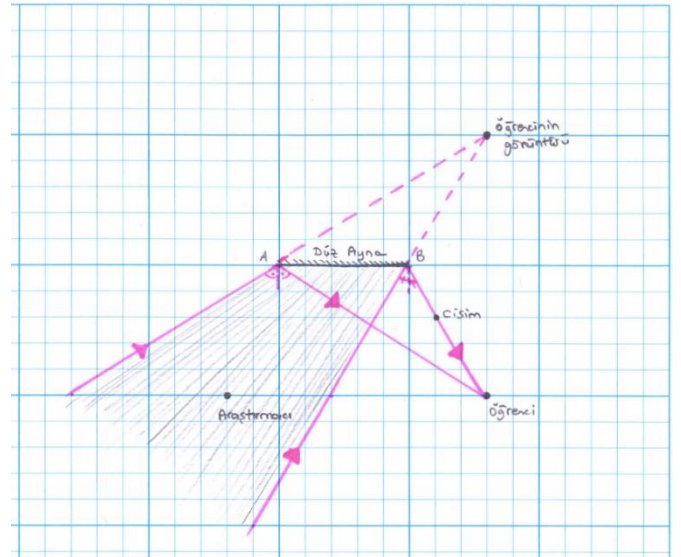 Öğrencinin
görüntüsü
A Düz Ayna B
Cisim
Araştırmacı
Öğrenci